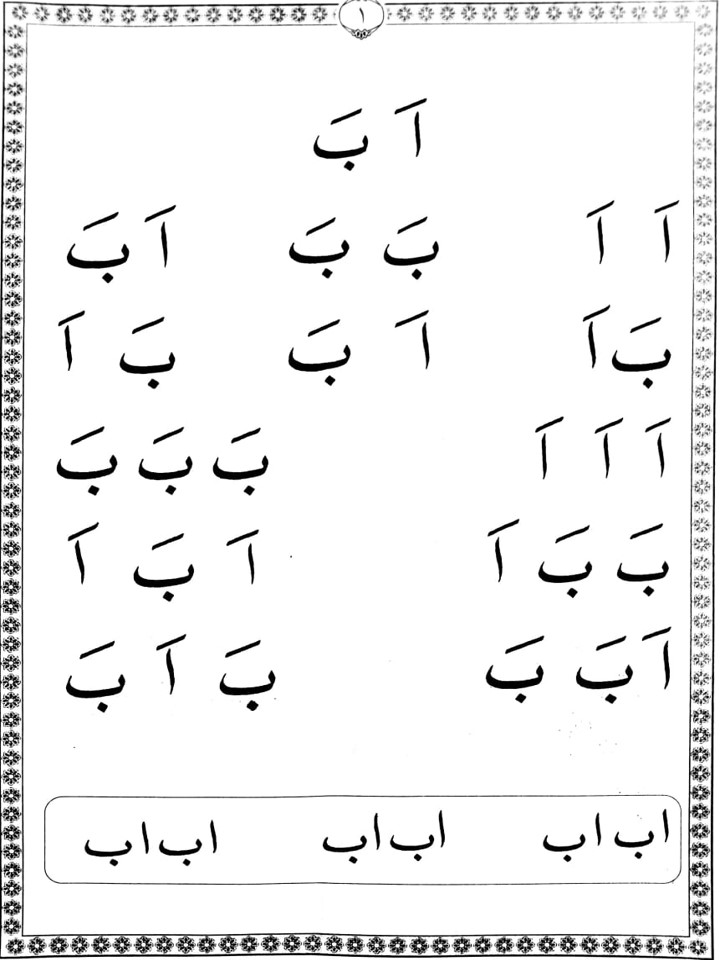 ١
اَ بَ
اَ اَ بَ بَ اَ بَ
بَ اَ اَ بَ بَ اَ
اَ اَ اَ بَ بَ بَ
بَ بَ اَ اَ بَ اَ
اَ بَ بَ بَ اَ بَ
اب اب اب اب اب اب